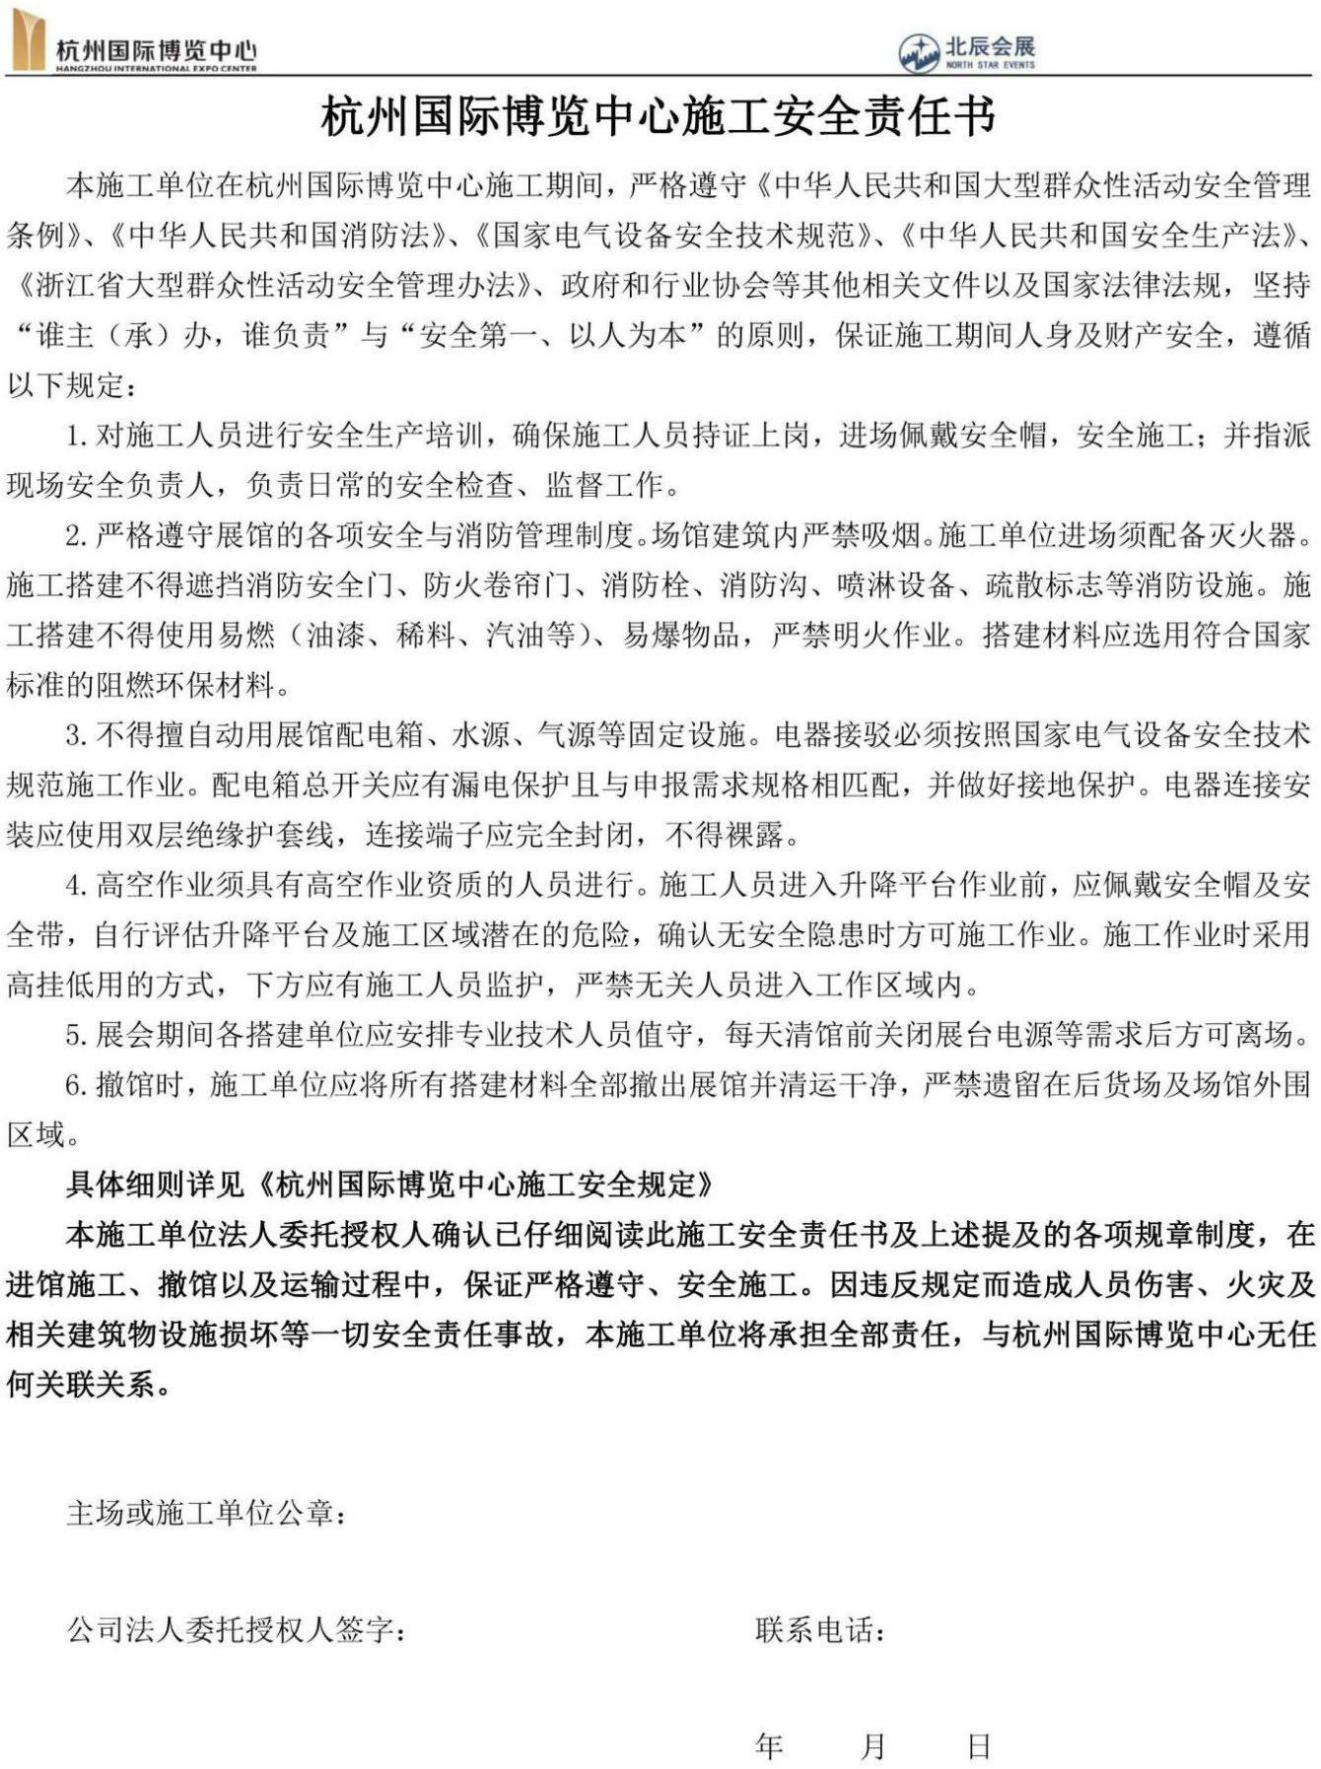 杭州国际博览中心
HANGZHOU INTERNATIONAL EXPO CENTER
北辰会展
NORTH STAR EVENTS
杭州国际博览中心施工安全责任书
本施工单位在杭州国际博览中心施工期间，严格遵守《中华人民共和国大型群众性活动安全管理
条例》、《中华人民共和国消防法》、《国家电气设备安全技术规范》、《中华人民共和国安全生产法》、
《浙江省大型群众性活动安全管理办法》、政府和行业协会等其他相关文件以及国家法律法规，坚持
“谁主（承）办，谁负责”与“安全第一、以人为本”的原则，保证施工期间人身及财产安全，遵循
以下规定：
1.对施工人员进行安全生产培训，确保施工人员持证上岗，进场佩戴安全帽，安全施工；并指派
现场安全负责人，负责日常的安全检查、监督工作。
2.严格遵守展馆的各项安全与消防管理制度。场馆建筑内严禁吸烟。施工单位进场须配备灭火器。
施工搭建不得遮挡消防安全门、防火卷帘门、消防栓、消防沟、喷淋设备、疏散标志等消防设施。施
工搭建不得使用易燃（油漆、稀料、汽油等）、易爆物品，严禁明火作业。搭建材料应选用符合国家
标准的阻燃环保材料。
3.不得擅自动用展馆配电箱、水源、气源等固定设施。电器接驳必须按照国家电气设备安全技术
规范施工作业。配电箱总开关应有漏电保护且与申报需求规格相匹配，并做好接地保护。电器连接安
装应使用双层绝缘护套线，连接端子应完全封闭，不得裸露。
4.高空作业须具有高空作业资质的人员进行。施工人员进入升降平台作业前，应佩戴安全帽及安
全带，自行评估升降平台及施工区域潜在的危险，确认无安全隐患时方可施工作业。施工作业时采用
高挂低用的方式，下方应有施工人员监护，严禁无关人员进入工作区域内。
5.展会期间各搭建单位应安排专业技术人员值守，每天清馆前关闭展台电源等需求后方可离场。
6.撤馆时，施工单位应将所有搭建材料全部撤出展馆并清运干净，严禁遗留在后货场及场馆外围
区域。
具体细则详见《杭州国际博览中心施工安全规定》
本施工单位法人委托授权人确认已仔细阅读此施工安全责任书及上述提及的各项规章制度，在
进馆施工、撤馆以及运输过程中，保证严格遵守、安全施工。因违反规定而造成人员伤害、火灾及
相关建筑物设施损坏等一切安全责任事故，本施工单位将承担全部责任，与杭州国际博览中心无任
何关联关系。
主场或施工单位公章：
公司法人委托授权人签字： 联系电话：
年 月 日